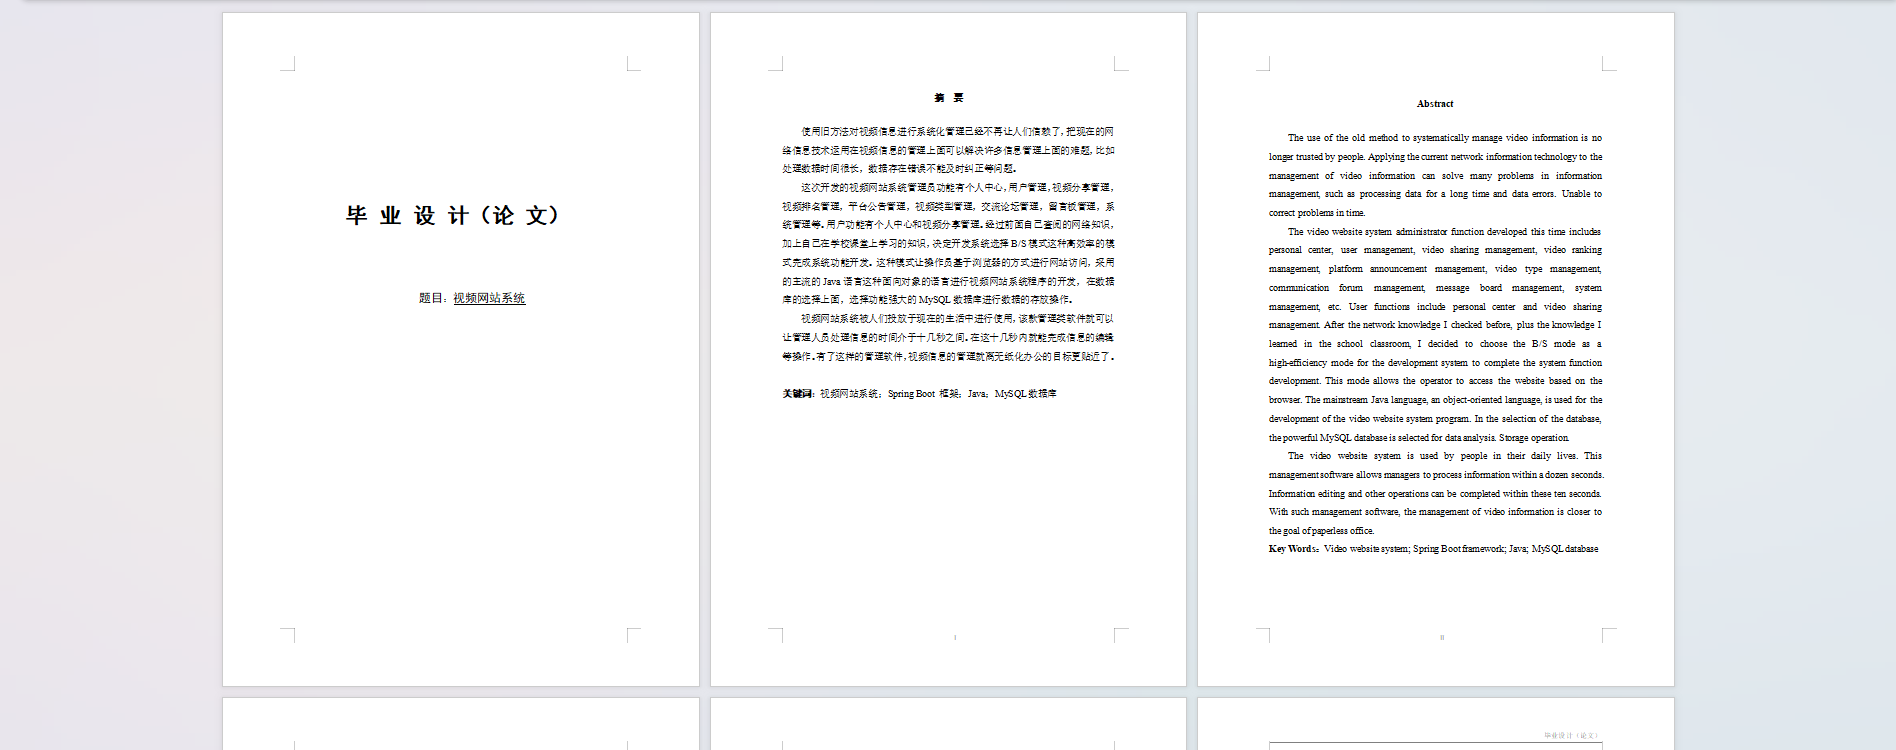 毕 业 设 计（论 文）
题目：视频网站系统
摘 要
使用旧方法对视频信息进行系统化管理已经不再让人们信赖了，把现在的网
络信息技术运用在视频信息的管理上面可以解决许多信息管理上面的难题，比如
处理数据时间很长，数据存在错误不能及时纠正等问题。
这次开发的视频网站系统管理员功能有个人中心，用户管理，视频分享管理，
视频排名管理，平台公告管理，视频类型管理，交流论坛管理，留言板管理，系
统管理等。用户功能有个人中心和视频分享管理。经过前面自己查阅的网络知识，
加上自己在学校课堂上学习的知识，决定开发系统选择 B/S 模式这种高效率的模
式完成系统功能开发。这种模式让操作员基于浏览器的方式进行网站访问，采用
的主流的 Java 语言这种面向对象的语言进行视频网站系统程序的开发，在数据
库的选择上面，选择功能强大的 MySQL 数据库进行数据的存放操作。
视频网站系统被人们投放于现在的生活中进行使用，该款管理类软件就可以
让管理人员处理信息的时间介于十几秒之间。在这十几秒内就能完成信息的编辑
等操作。有了这样的管理软件，视频信息的管理就离无纸化办公的目标更贴近了。
关键词：视频网站系统；Spring Boot 框架；Java；MySQL 数据库
I
Abstract
The use of the old method to systematically manage video information is no
longer trusted by people. Applying the current network information technology to the
management of video information can solve many problems in information
management, such as processing data for a long time and data errors. Unable to
correct problems in time.
The video website system administrator function developed this time includes
personal center, user management, video sharing management, video ranking
management, platform announcement management, video type management,
communication forum management, message board management, system
management, etc. User functions include personal center and video sharing
management. After the network knowledge I checked before, plus the knowledge I
learned in the school classroom, I decided to choose the B/S mode as a
high-efficiency mode for the development system to complete the system function
development. This mode allows the operator to access the website based on the
browser. The mainstream Java language, an object-oriented language, is used for the
development of the video website system program. In the selection of the database,
the powerful MySQL database is selected for data analysis. Storage operation.
The video website system is used by people in their daily lives. This
management software allows managers to process information within a dozen seconds.
Information editing and other operations can be completed within these ten seconds.
With such management software, the management of video information is closer to
the goal of paperless office.
Key Words：Video website system; Spring Boot framework; Java; MySQL database
II
毕业设计（论文）